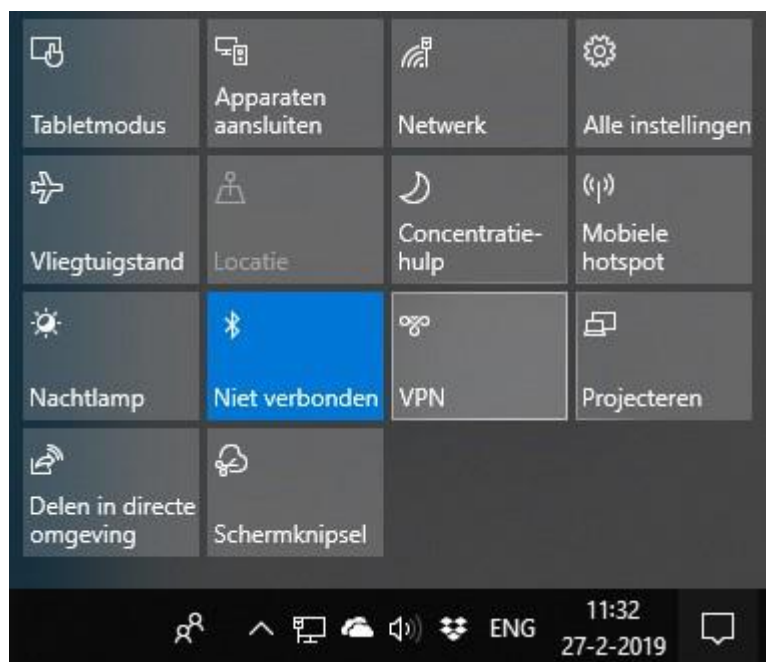 Tabletmodus
Apparaten
aansluiten
Netwerk
Alle instellingen
Vliegtuigstand
Locatie
Concentratie-
hulp
Mobiele
hotspot
Nachtlamp
Niet verbonden
VPN
Projecteren
Delen in directe
omgeving
Schermknipsel
ENG
11:32
27-2-2019